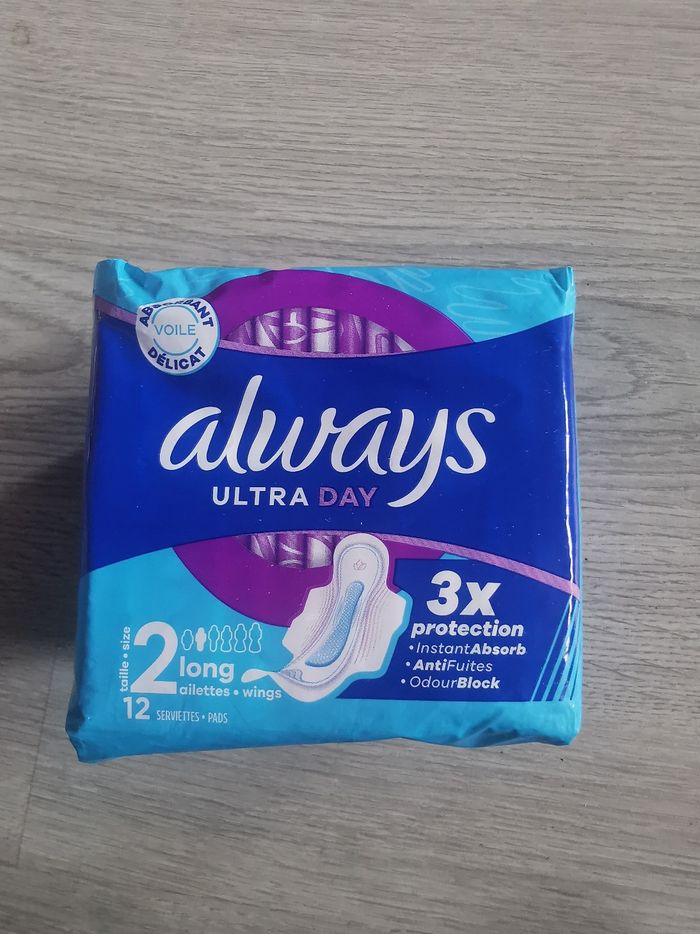 ABSORBANT
VOILE
DÉLICAT
always
ULTRA DAY
3x
protection
• InstantAbsorb
• AntiFuites
• OdourBlock
taille • size
2
long
ailettes • wings
12 SERVIETTES • PADS